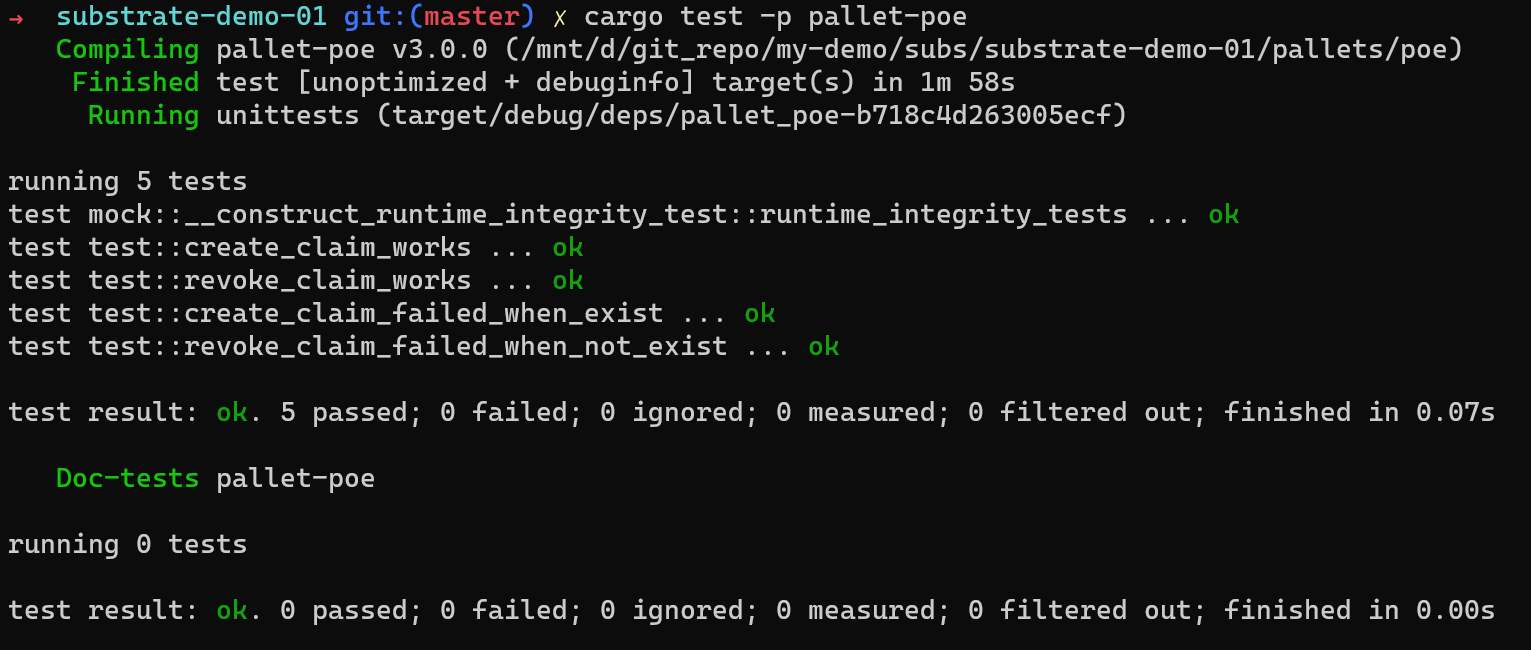 → substrate-demo-01 git:(master) ✗ cargo test -p pallet-poe
Compiling pallet-poe v3.0.0 (/mnt/d/git_repo/my-demo/subs/substrate-demo-01/pallets/poe)
Finished test [unoptimized + debuginfo] target(s) in 1m 58s
Running unittests (target/debug/deps/pallet_poe-b718c4d263005ecf)
running 5 tests
test mock::__construct_runtime_integrity_test::runtime_integrity_tests ... ok
test test::create_claim_works ... ok
test test::revoke_claim_works ... ok
test test::create_claim_failed_when_exist ... ok
test test::revoke_claim_failed_when_not_exist ... ok
test result: ok. 5 passed; 0 failed; 0 ignored; 0 measured; 0 filtered out; finished in 0.07s
Doc-tests pallet-poe
running 0 tests
test result: ok. 0 passed; 0 failed; 0 ignored; 0 measured; 0 filtered out; finished in 0.00s